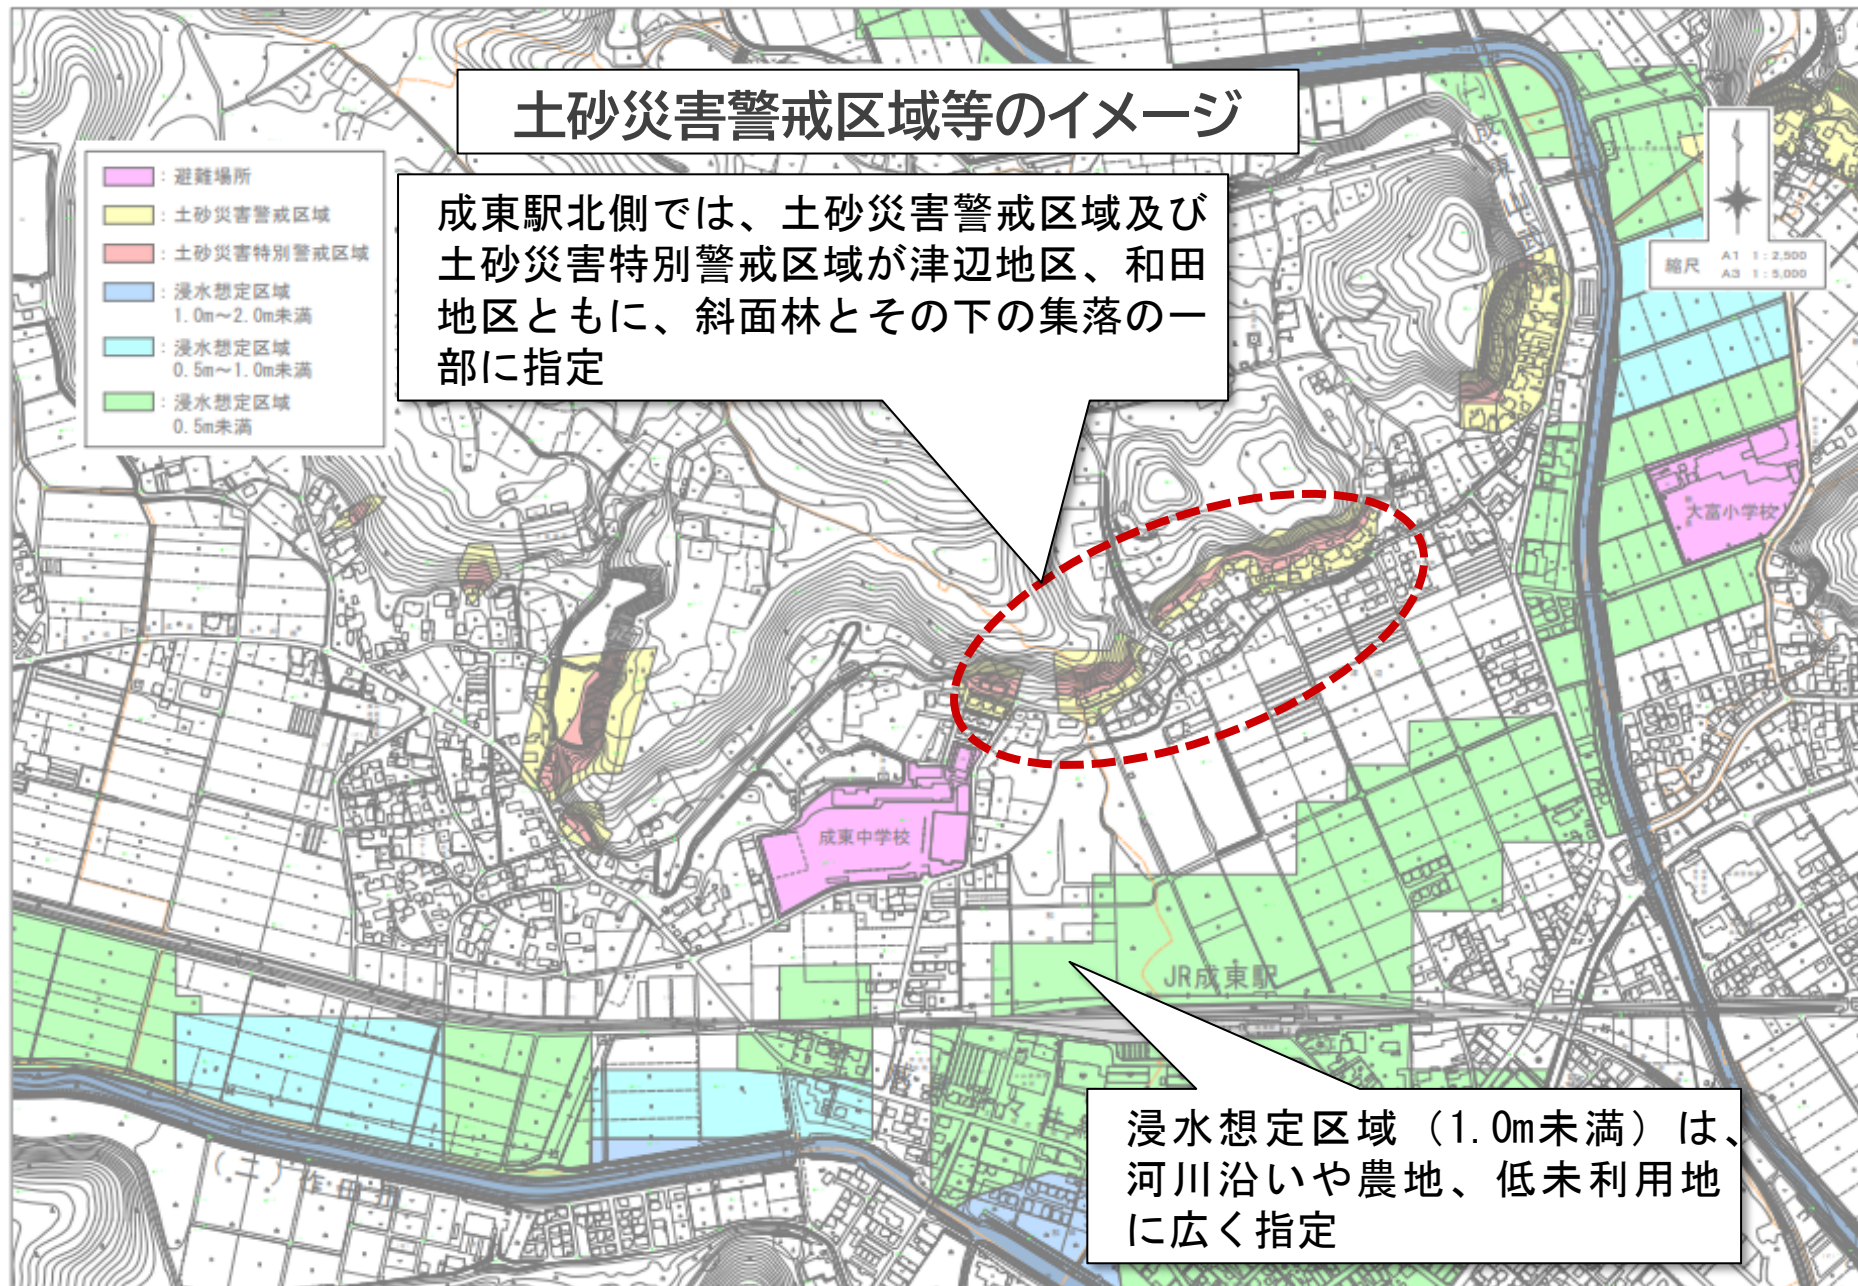 土砂災害警戒区域等のイメージ
：避難場所
：土砂災害警戒区域
：土砂災害特別警戒区域
：浸水想定区域
1.0m～2.0m未満
：浸水想定区域
0.5m～1.0m未満
：浸水想定区域
0.5m未満
成東駅北側では、土砂災害警戒区域及び
土砂災害特別警戒区域が津辺地区、和田
地区ともに、斜面林とその下の集落の一
部に指定
縮尺 A1 1：2,500
A3 1：5,000
大富小学校
成東中学校
JR成東駅
浸水想定区域（1.0m未満）は、
河川沿いや農地、低未利用地
に広く指定
(二)作田川